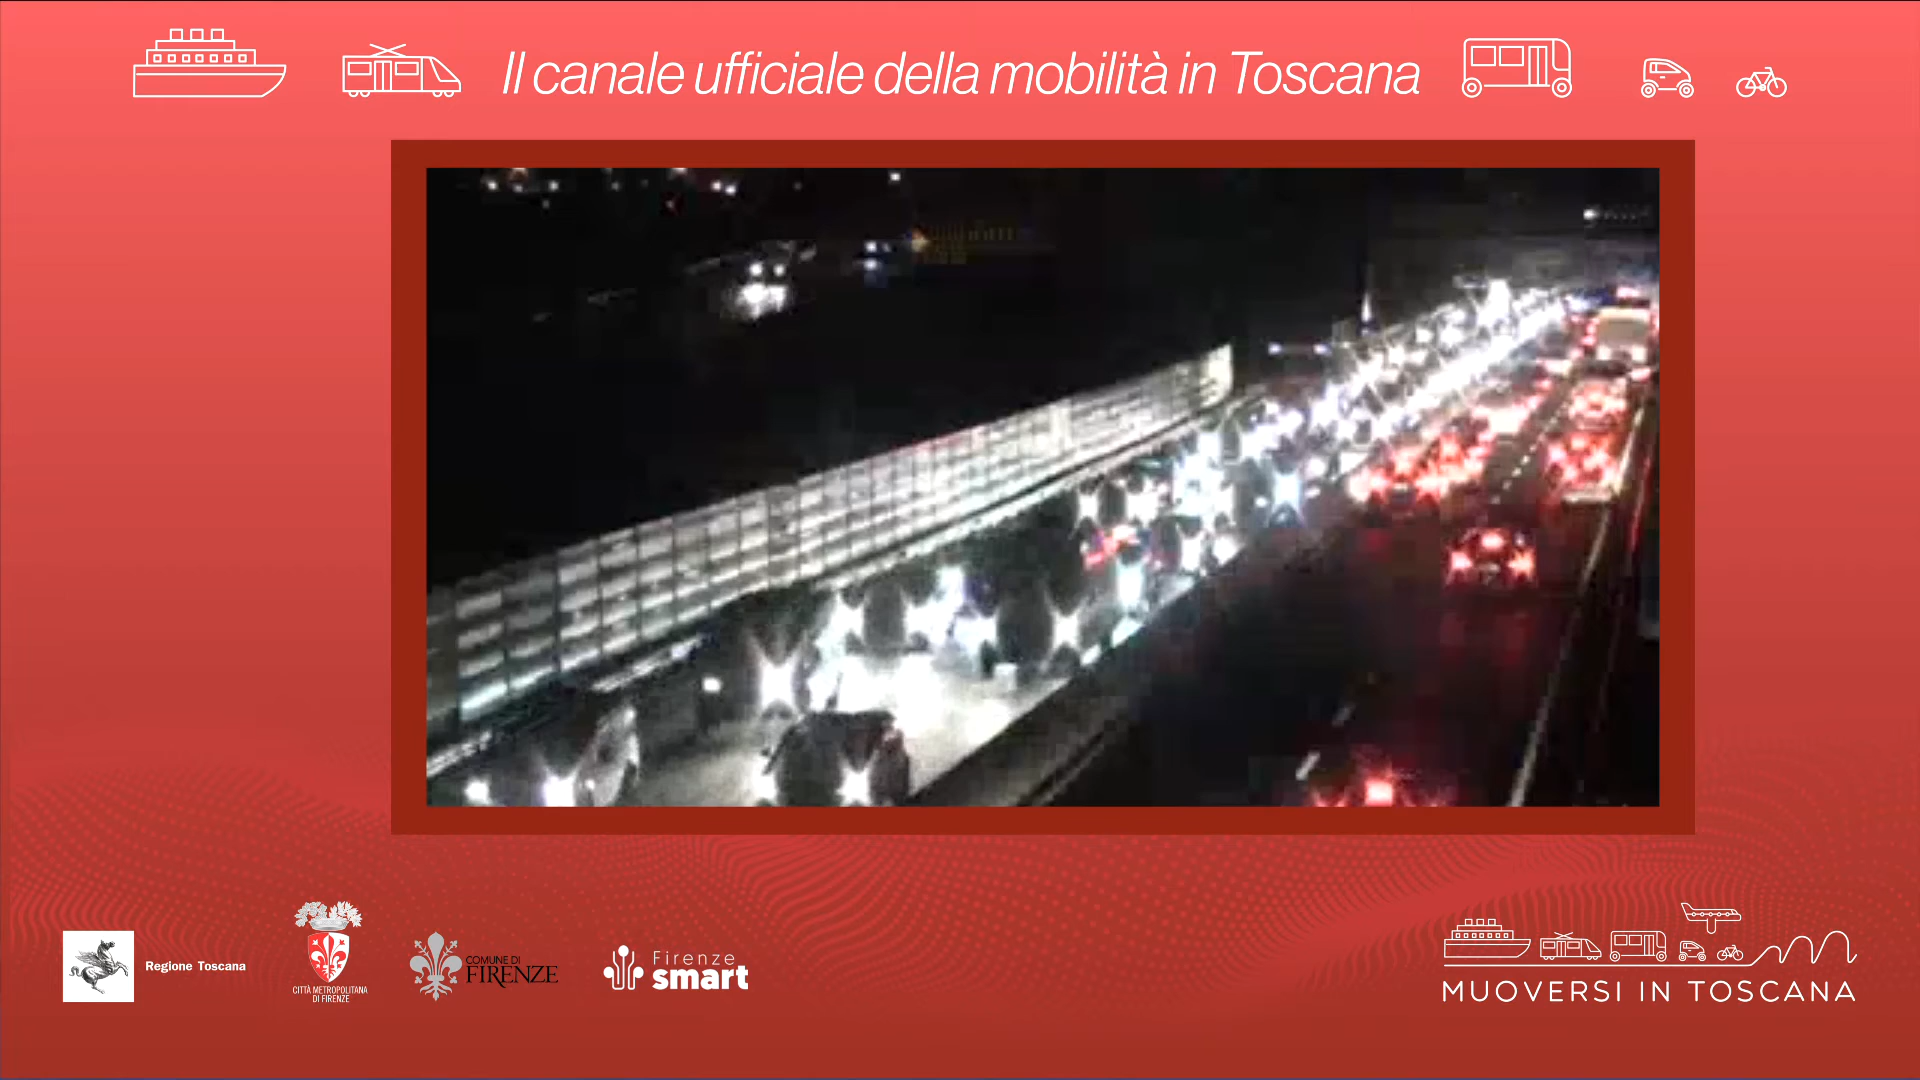 Il canale ufficiale della mobilità in Toscana
Regione Toscana
CITTÀ METROPOLITANA
DI FIRENZE
COMUNE DI
FIRENZE
Firenze
smart
MUOVERSI IN TOSCANA